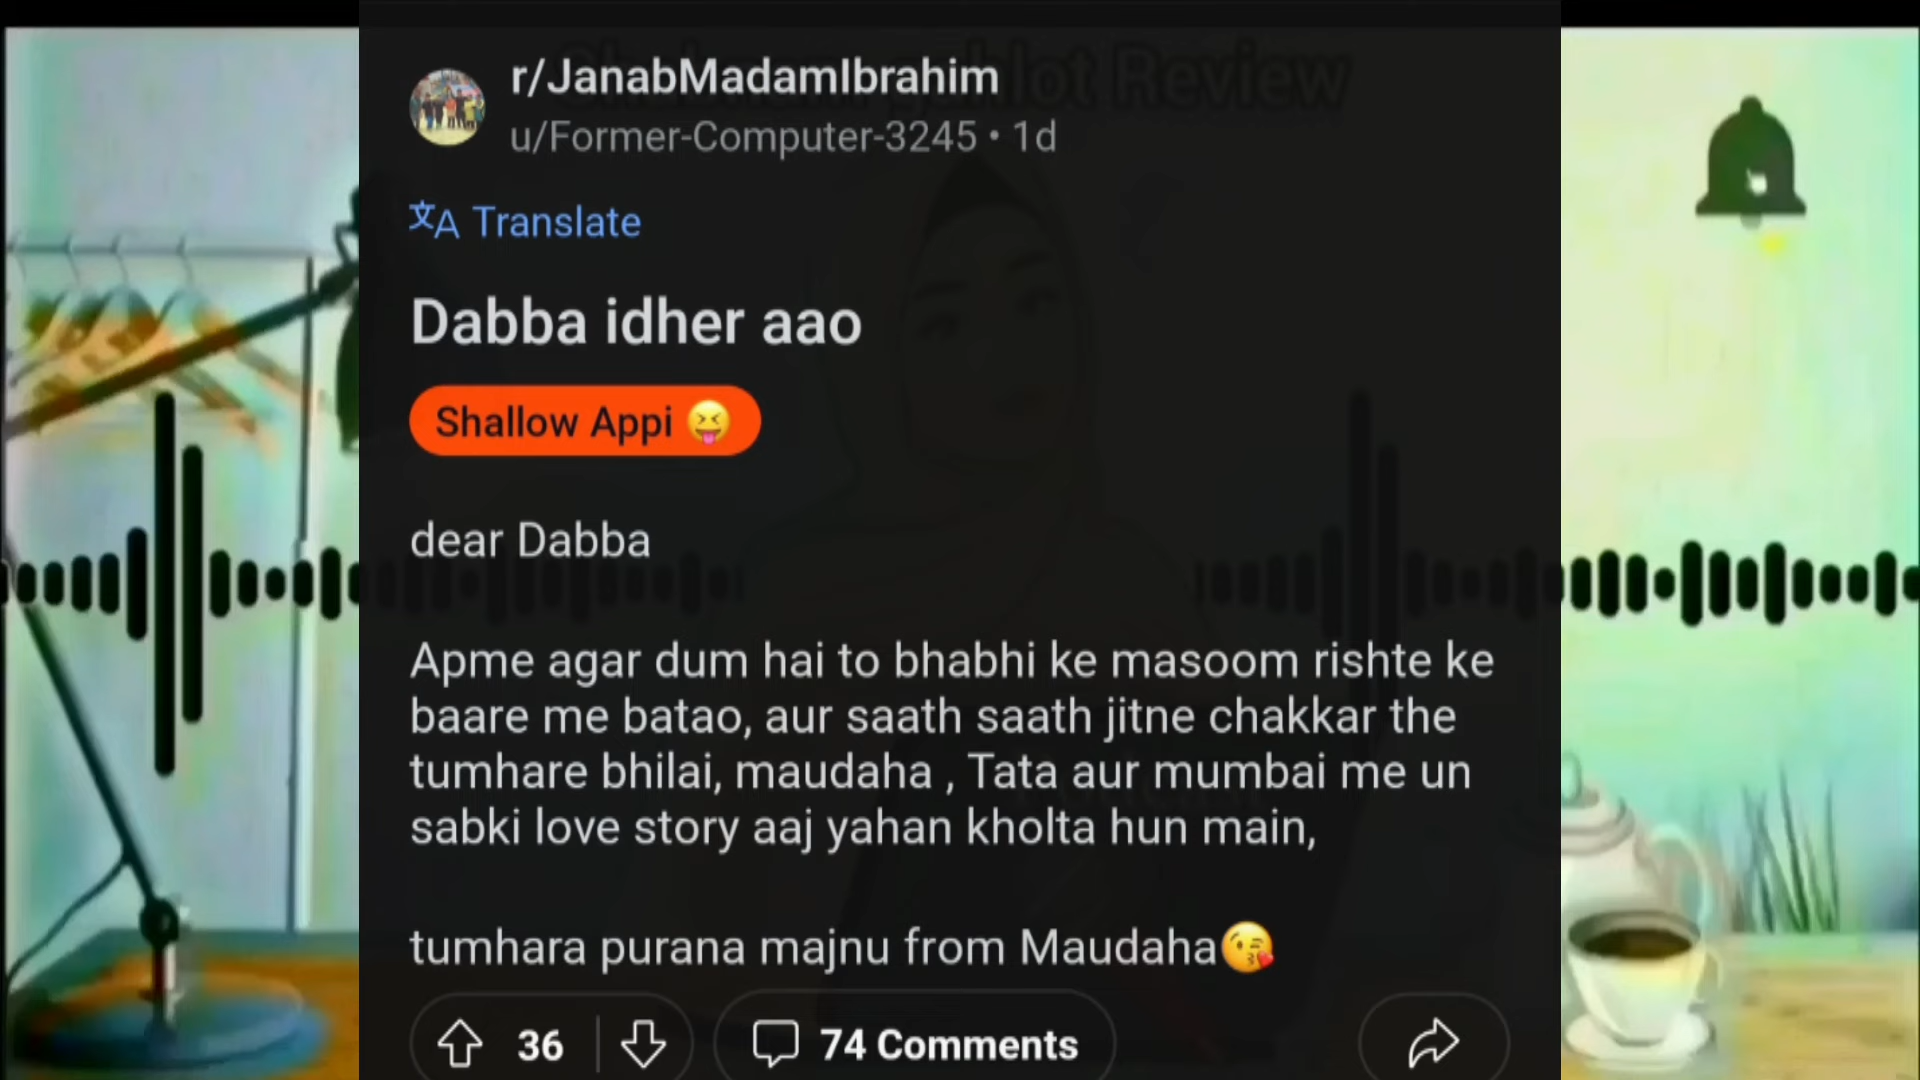 r/JanabMadamIbrahim
u/Former-Computer-3245 • 1d
Translate
Dabba idher aao
Shallow Appi 😝
dear Dabba
Apme agar dum hai to bhabhi ke masoom rishte ke
baare me batao, aur saath saath jitne chakkar the
tumhare bhilai, maudaha , Tata aur mumbai me un
sabki love story aaj yahan kholta hun main,
tumhara purana majnu from Maudaha😘
36
74 Comments